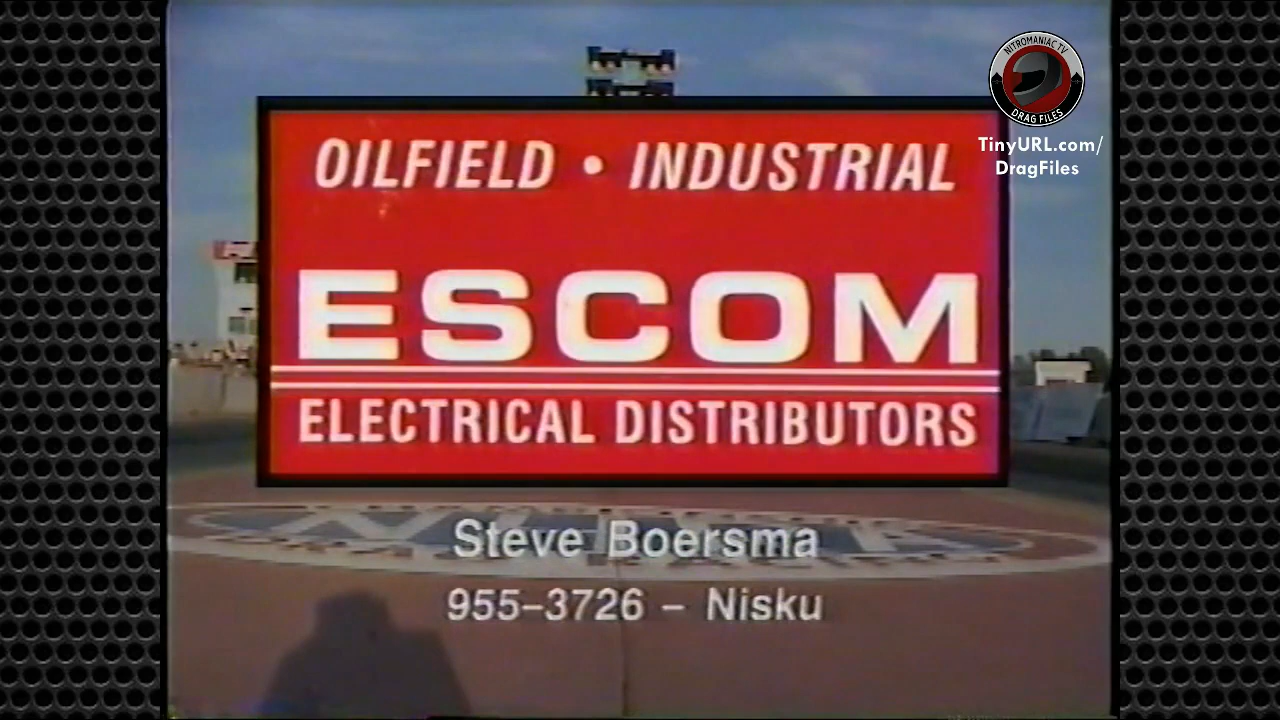 NITROMANIAC TV
DRAG FILES
TinyURL.com/
DragFiles
OILFIELD • INDUSTRIAL
ESCOM
ELECTRICAL DISTRIBUTORS
Steve Boersma
955-3726 - Nisku